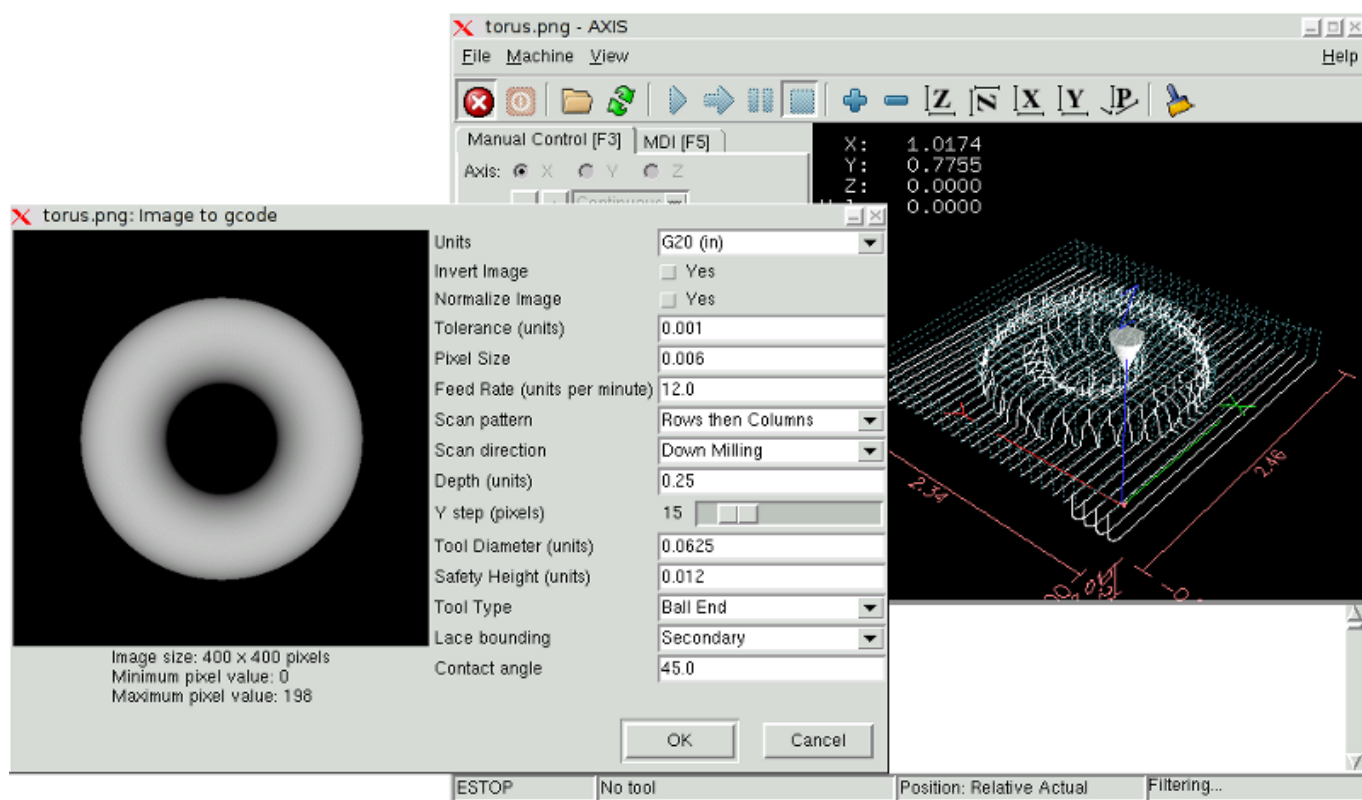 torus.png - AXIS
File Machine View Help
Z N X Y P
Manual Control [F3] MDI [F5]
Axis: X Y Z
Continuous
X: 1.0174
Y: 0.7755
Z: 0.0000
0.0000
torus.png: Image to gcode
Units G20 (in)
Invert Image Yes
Normalize Image Yes
Tolerance (units) 0.001
Pixel Size 0.006
Feed Rate (units per minute) 12.0
Scan pattern Rows then Columns
Scan direction Down Milling
Depth (units) 0.25
Y step (pixels) 15
Tool Diameter (units) 0.0625
Safety Height (units) 0.012
Tool Type Ball End
Lace bounding Secondary
Contact angle 45.0
Image size: 400 x 400 pixels
Minimum pixel value: 0
Maximum pixel value: 198
OK Cancel
2.34
2.46
ESTOP No tool Position: Relative Actual Filtering...